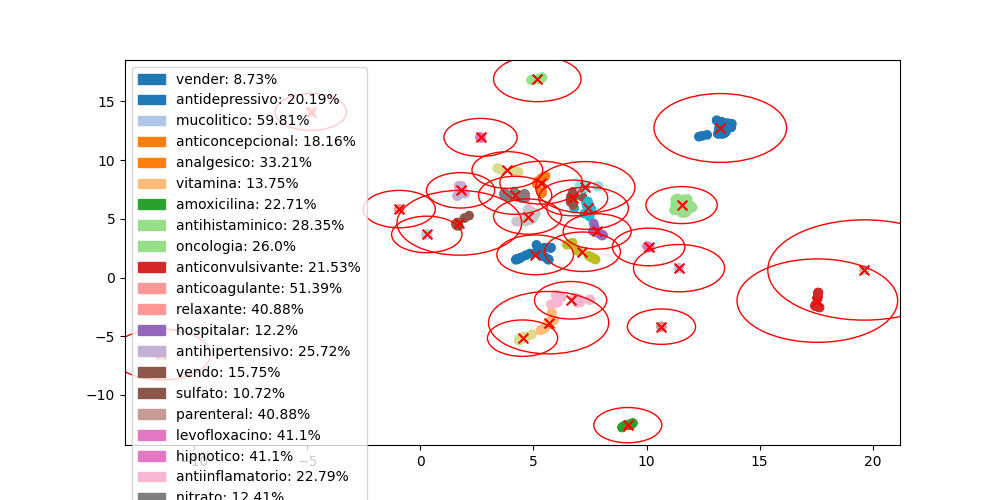 vender: 8.73%
antidepressivo: 20.19%
mucolitico: 59.81%
anticoncepcional: 18.16%
analgesico: 33.21%
vitamina: 13.75%
amoxicilina: 22.71%
antihistaminico: 28.35%
oncologia: 26.0%
anticonvulsivante: 21.53%
anticoagulante: 51.39%
relaxante: 40.88%
hospitalar: 12.2%
antihipertensivo: 25.72%
vendo: 15.75%
sulfato: 10.72%
parenteral: 40.88%
levofloxacino: 41.1%
hipnotico: 41.1%
antiinflamatorio: 22.79%
nitrato: 12.41%
15
10
5
0
−5
−10
−10 −5 0 5 10 15 20